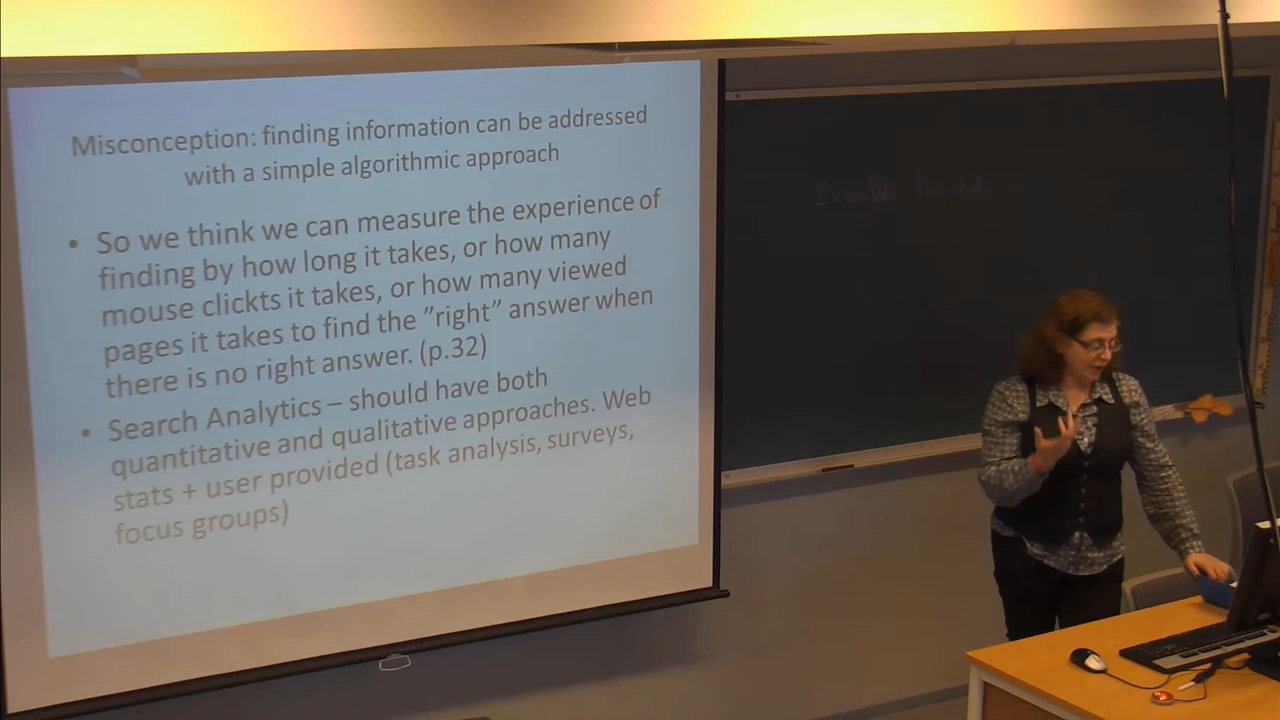 Misconception: finding information can be addressed
with a simple algorithmic approach
• So we think we can measure the experience of
finding by how long it takes, or how many
mouse clickts it takes, or how many viewed
pages it takes to find the ”right” answer when
there is no right answer. (p.32)
• Search Analytics – should have both
quantitative and qualitative approaches. Web
stats + user provided (task analysis, surveys,
focus groups)